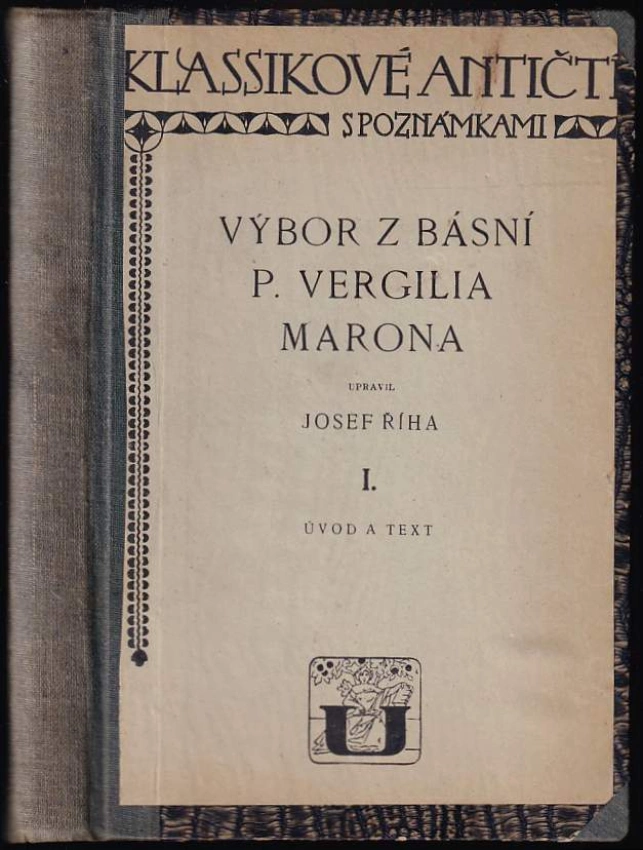 KLASSIKOVÉ ANTIČTÍ
S POZNÁMKAMI
VÝBOR Z BÁSNÍ
P. VERGILIA
MARONA
UPRAVIL
JOSEF ŘÍHA
I.
ÚVOD A TEXT
U